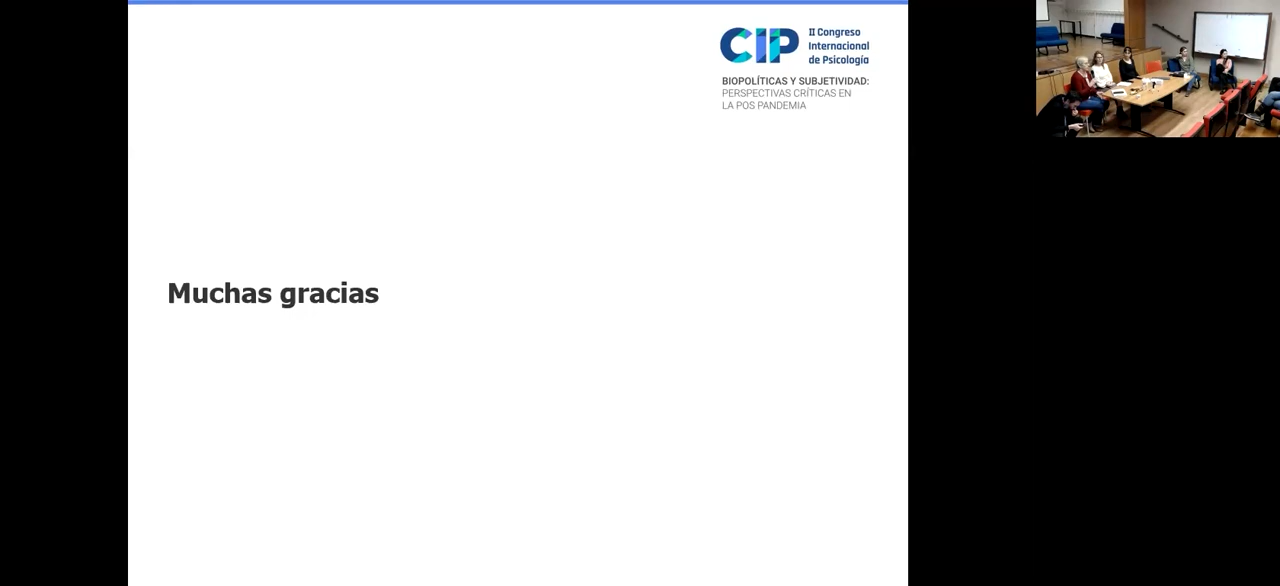 CIP
II Congreso
Internacional
de Psicología
BIOPOLÍTICAS Y SUBJETIVIDAD:
PERSPECTIVAS CRÍTICAS EN
LA POS PANDEMIA
Muchas gracias